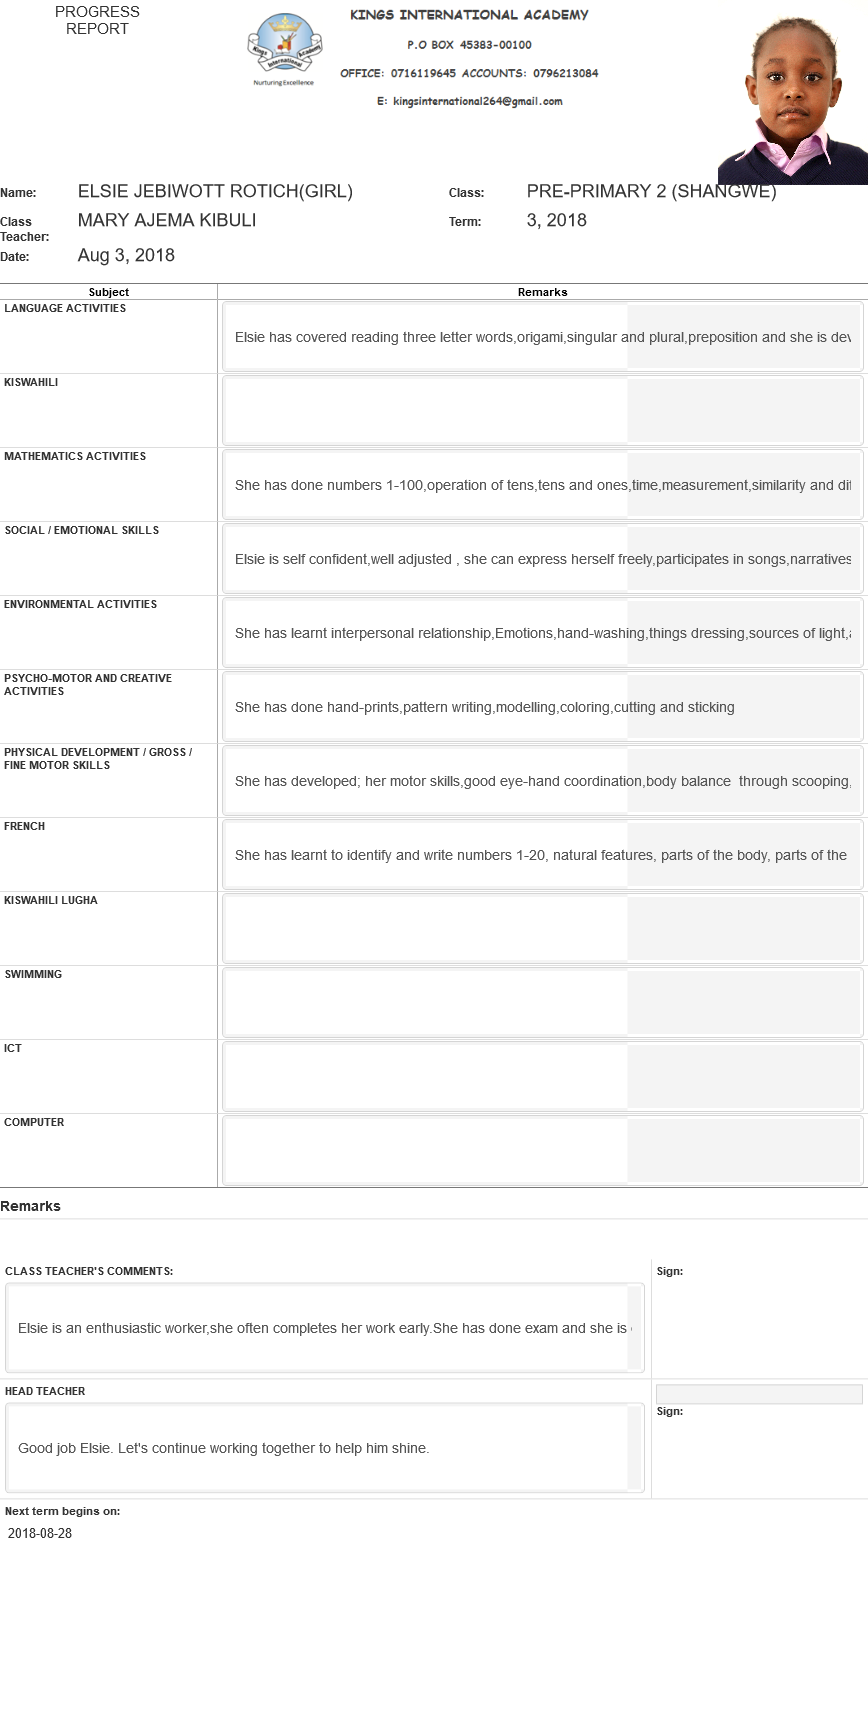 PROGRESS
REPORT
KINGS INTERNATIONAL ACADEMY
P.O BOX 45383-00100
OFFICE: 0716119645 ACCOUNTS: 0796213084
E: kingsinternational264@gmail.com
Kings International Academy
Nurturing Excellence
Name: ELSIE JEBIWOTT ROTICH(GIRL) Class: PRE-PRIMARY 2 (SHANGWE)
Class Teacher: MARY AJEMA KIBULI Term: 3, 2018
Date: Aug 3, 2018
Subject Remarks
LANGUAGE ACTIVITIES
Elsie has covered reading three letter words,origami,singular and plural,preposition and she is
KISWAHILI
MATHEMATICS ACTIVITIES
She has done numbers 1-100,operation of tens,tens and ones,time,measurement,similarity and
SOCIAL / EMOTIONAL SKILLS
Elsie is self confident,well adjusted , she can express herself freely,participates in songs,narratives
ENVIRONMENTAL ACTIVITIES
She has learnt interpersonal relationship,Emotions,hand-washing,things dressing,sources of light,
PSYCHO-MOTOR AND CREATIVE
ACTIVITIES
She has done hand-prints,pattern writing,modelling,coloring,cutting and sticking
PHYSICAL DEVELOPMENT / GROSS /
FINE MOTOR SKILLS
She has developed; her motor skills,good eye-hand coordination,body balance  through scooping,
FRENCH
She has learnt to identify and write numbers 1-20, natural features, parts of the body, parts of the
KISWAHILI LUGHA
SWIMMING
ICT
COMPUTER
Remarks
CLASS TEACHER'S COMMENTS: Sign:
Elsie is an enthusiastic worker,she often completes her work early.She has done exam and she is
HEAD TEACHER
Sign:
Good job Elsie. Let's continue working together to help him shine.
Next term begins on:
2018-08-28